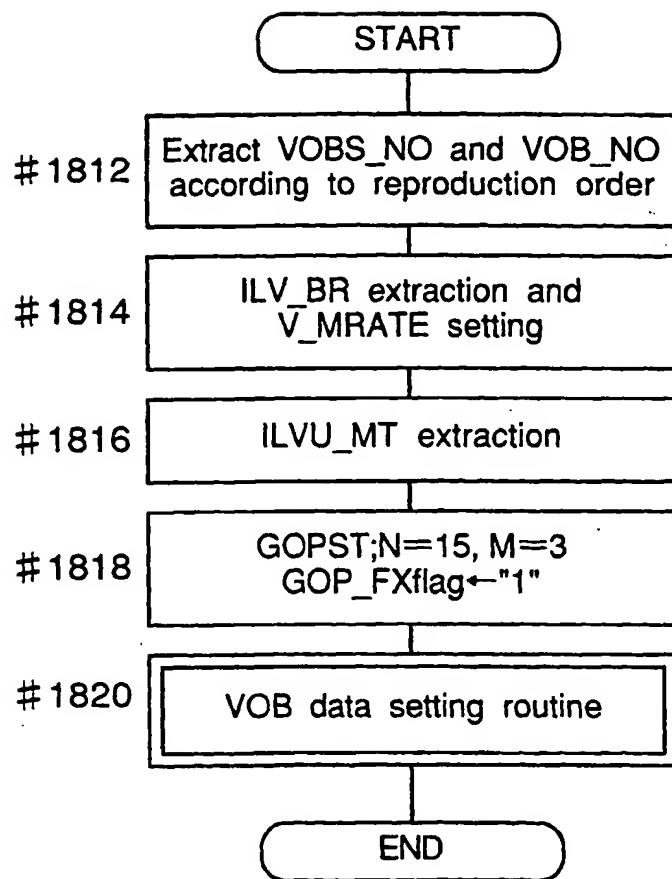 START
#1812
Extract VOBS_NO and VOB_NO
according to reproduction order
#1814
ILV_BR extraction and
V_MRATE setting
#1816
ILVU_MT extraction
#1818
GOPST;N=15, M=3
GOP_FXflag←"1"
#1820
VOB data setting routine
END